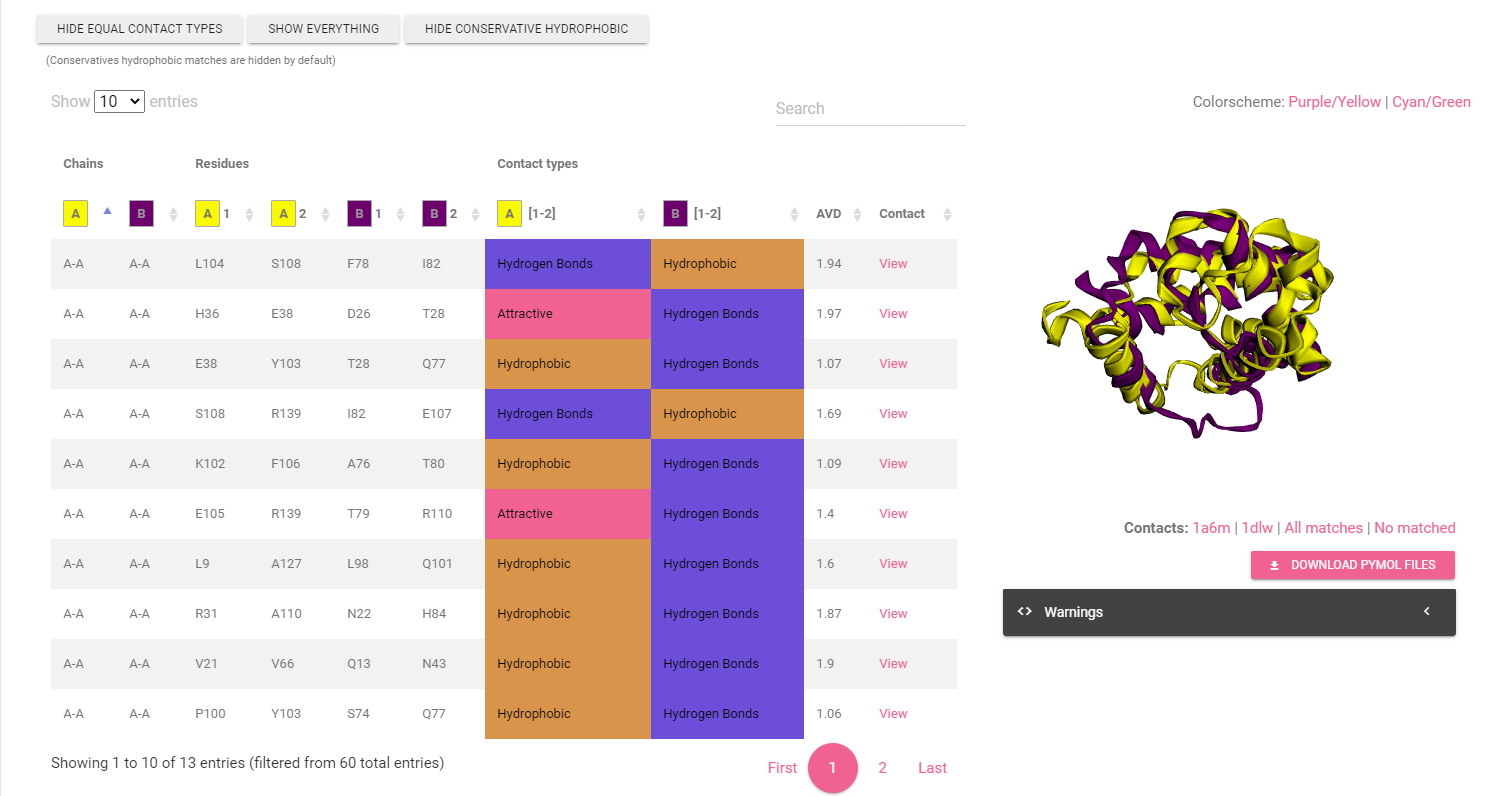 HIDE EQUAL CONTACT TYPES SHOW EVERYTHING HIDE CONSERVATIVE HYDROPHOBIC
(Conservatives hydrophobic matches are hidden by default)
Show 10 entries
Search
Colorscheme: Purple/Yellow | Cyan/Green
Chains Residues Contact types
A B A 1 A 2 B 1 B 2 A [1-2] B [1-2] AVD Contact
A-A A-A L104 S108 F78 I82 Hydrogen Bonds Hydrophobic 1.94 View
A-A A-A H36 E38 D26 T28 Attractive Hydrogen Bonds 1.97 View
A-A A-A E38 Y103 T28 Q77 Hydrophobic Hydrogen Bonds 1.07 View
A-A A-A S108 R139 I82 E107 Hydrogen Bonds Hydrophobic 1.69 View
A-A A-A K102 F106 A76 T80 Hydrophobic Hydrogen Bonds 1.09 View
A-A A-A E105 R139 T79 R110 Attractive Hydrogen Bonds 1.4 View
A-A A-A L9 A127 L98 Q101 Hydrophobic Hydrogen Bonds 1.6 View
A-A A-A R31 A110 N22 H84 Hydrophobic Hydrogen Bonds 1.87 View
A-A A-A V21 V66 Q13 N43 Hydrophobic Hydrogen Bonds 1.9 View
A-A A-A P100 Y103 S74 Q77 Hydrophobic Hydrogen Bonds 1.06 View
Showing 1 to 10 of 13 entries (filtered from 60 total entries)
First 1 2 Last
Contacts: 1a6m | 1dlw | All matches | No matched
DOWNLOAD PYMOL FILES
Warnings